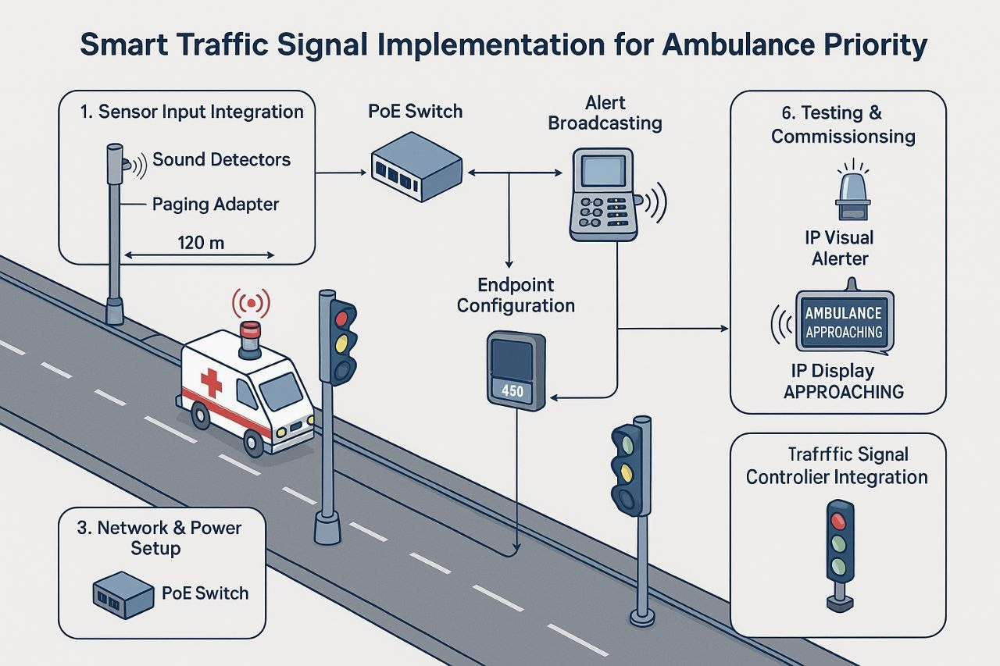 Smart Traffic Signal Implementation for Ambulance Priority
1. Sensor Input Integration
Sound Detectors
Paging Adapter
120 m
PoE Switch
Alert
Broadcasting
Endpoint
Configuration
450
6. Testing &
Commissionsing
IP Visual
Alerter
AMBULANCE
APPROACHING
IP Display
APPROACHING
3. Network & Power
Setup
PoE Switch
Trafrffic Signal
Controlier Integration